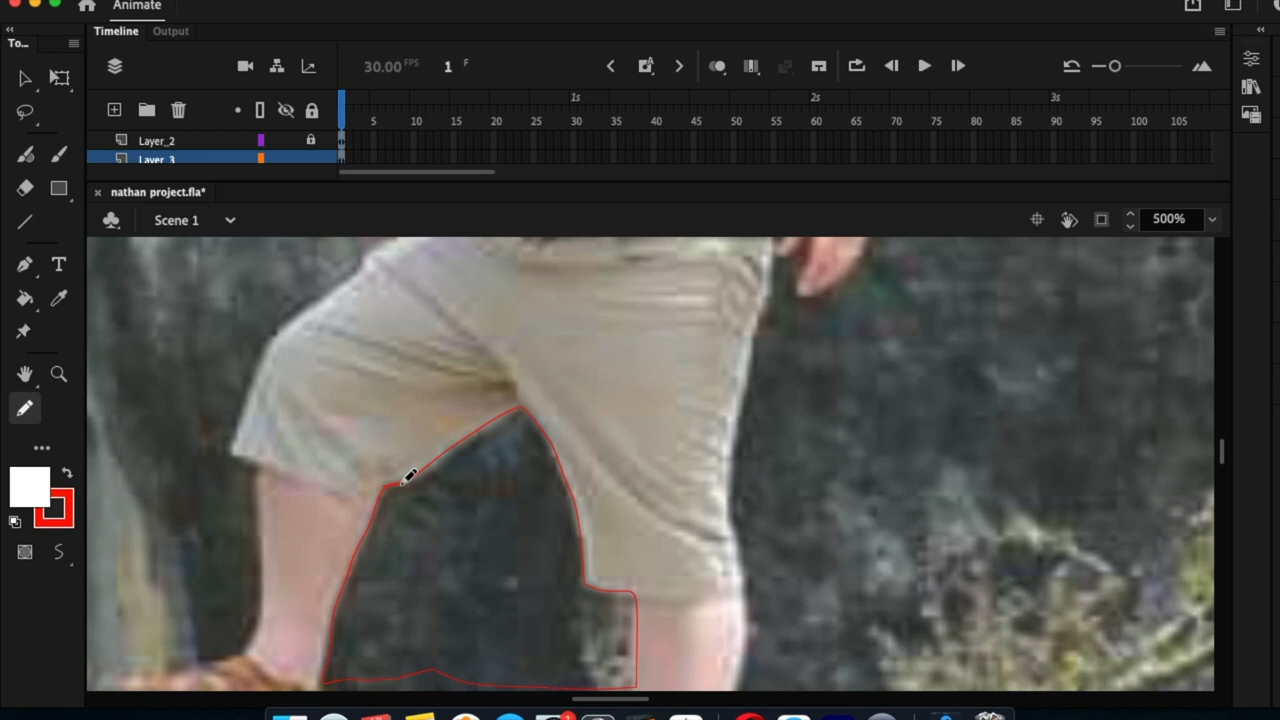 Animate
Timeline Output
To...
30.00 FPS 1 F
1s 2s 3s
5 10 15 20 25 30 35 40 45 50 55 60 65 70 75 80 85 90 95 100 105
Layer_2
Layer_3
nathan project.fla*
Scene 1
500%